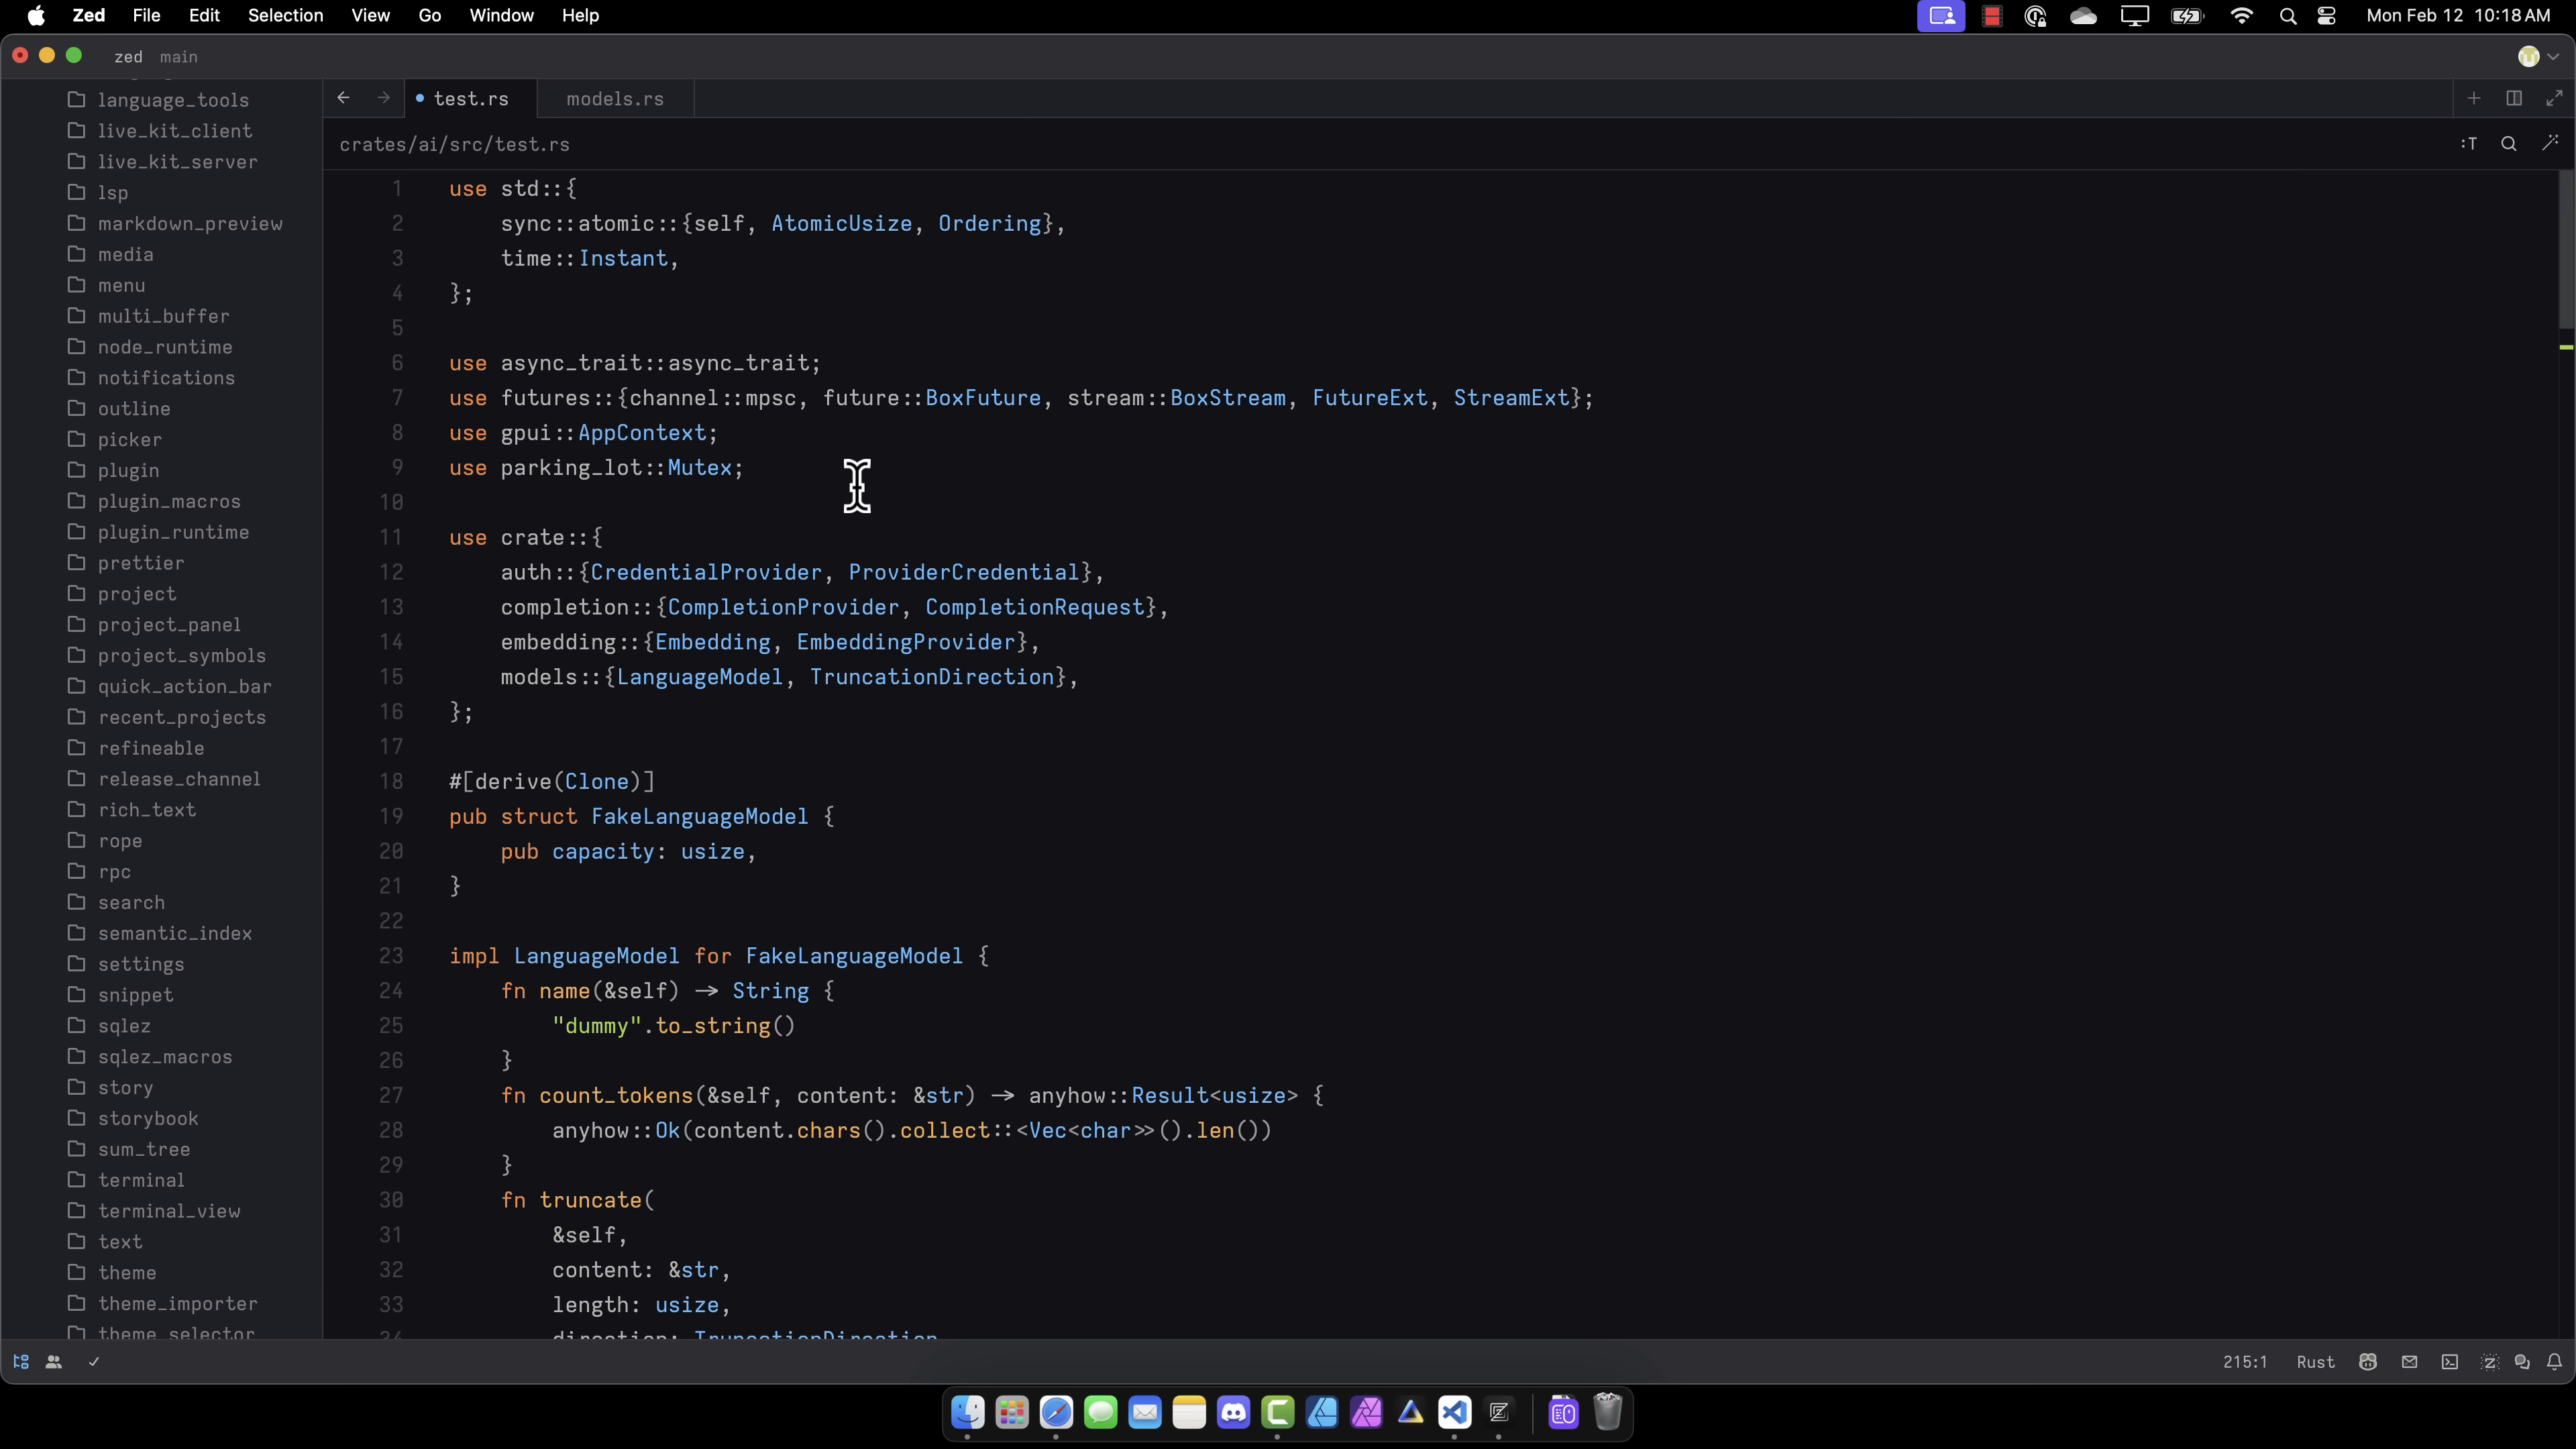 Zed File Edit Selection View Go Window Help Mon Feb 12 10:18 AM
zed main
language_tools
live_kit_client
live_kit_server
lsp
markdown_preview
media
menu
multi_buffer
node_runtime
notifications
outline
picker
plugin
plugin_macros
plugin_runtime
prettier
project
project_panel
project_symbols
quick_action_bar
recent_projects
refineable
release_channel
rich_text
rope
rpc
search
semantic_index
settings
snippet
sqlez
sqlez_macros
story
storybook
sum_tree
terminal
terminal_view
text
theme
theme_importer
theme_selector
test.rs models.rs
crates/ai/src/test.rs
:T
1 use std::{
2     sync::atomic::{self, AtomicUsize, Ordering},
3     time::Instant,
4 };
5
6 use async_trait::async_trait;
7 use futures::{channel::mpsc, future::BoxFuture, stream::BoxStream, FutureExt, StreamExt};
8 use gpui::AppContext;
9 use parking_lot::Mutex;
10
11 use crate::{
12     auth::{CredentialProvider, ProviderCredential},
13     completion::{CompletionProvider, CompletionRequest},
14     embedding::{Embedding, EmbeddingProvider},
15     models::{LanguageModel, TruncationDirection},
16 };
17
18 #[derive(Clone)]
19 pub struct FakeLanguageModel {
20     pub capacity: usize,
21 }
22
23 impl LanguageModel for FakeLanguageModel {
24     fn name(&self) -> String {
25         "dummy".to_string()
26     }
27     fn count_tokens(&self, content: &str) -> anyhow::Result<usize> {
28         anyhow::Ok(content.chars().collect::<Vec<char>>().len())
29     }
30     fn truncate(
31         &self,
32         content: &str,
33         length: usize,
34         direction: TruncationDirection,
215:1 Rust